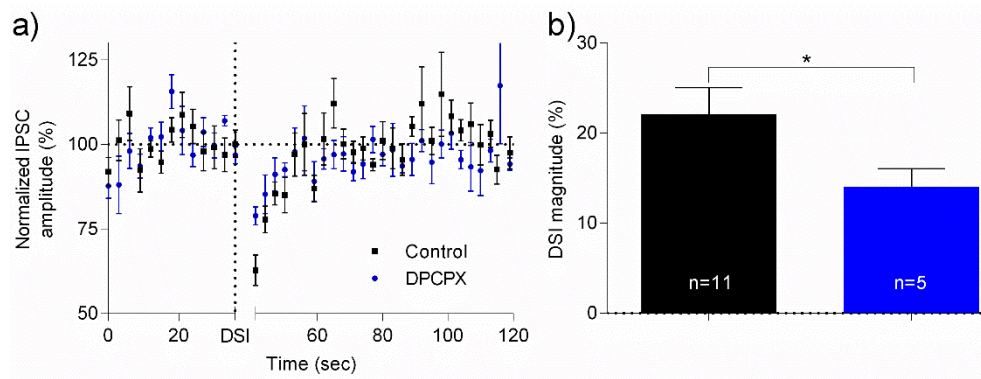 a)
Normalized IPSC
amplitude (%)
125
100
75
50
Control
DPCPX
0
20
DSI
60
80
100
120
Time (sec)
b)
DSI magnitude (%)
30
20
10
0
*
n=11
n=5